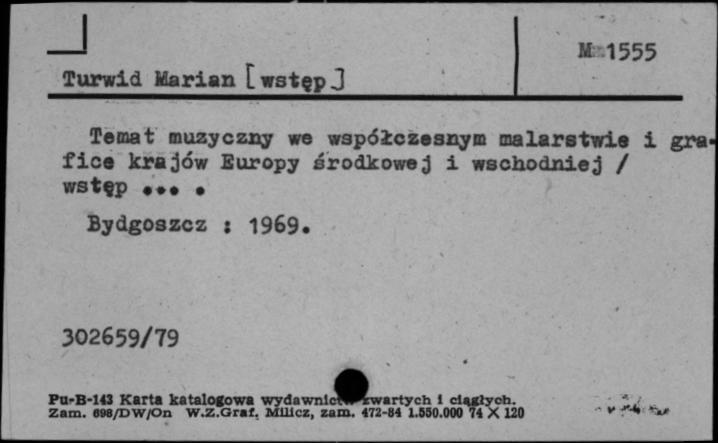 M 1555
Turwid Marian [wstęp]
Temat muzyczny we współczesnym malarstwie i gra-
fice krajów Europy środkowej i wschodniej /
wstęp ... .
Bydgoszcz : 1969.
302659/79
Pu-B-143 Karta katalogowa wydawnictw zwartych i ciągłych.
Zam. 698/DW/On W.Z.Graf. Milicz, zam. 472-84 1.550.000 74 X 120